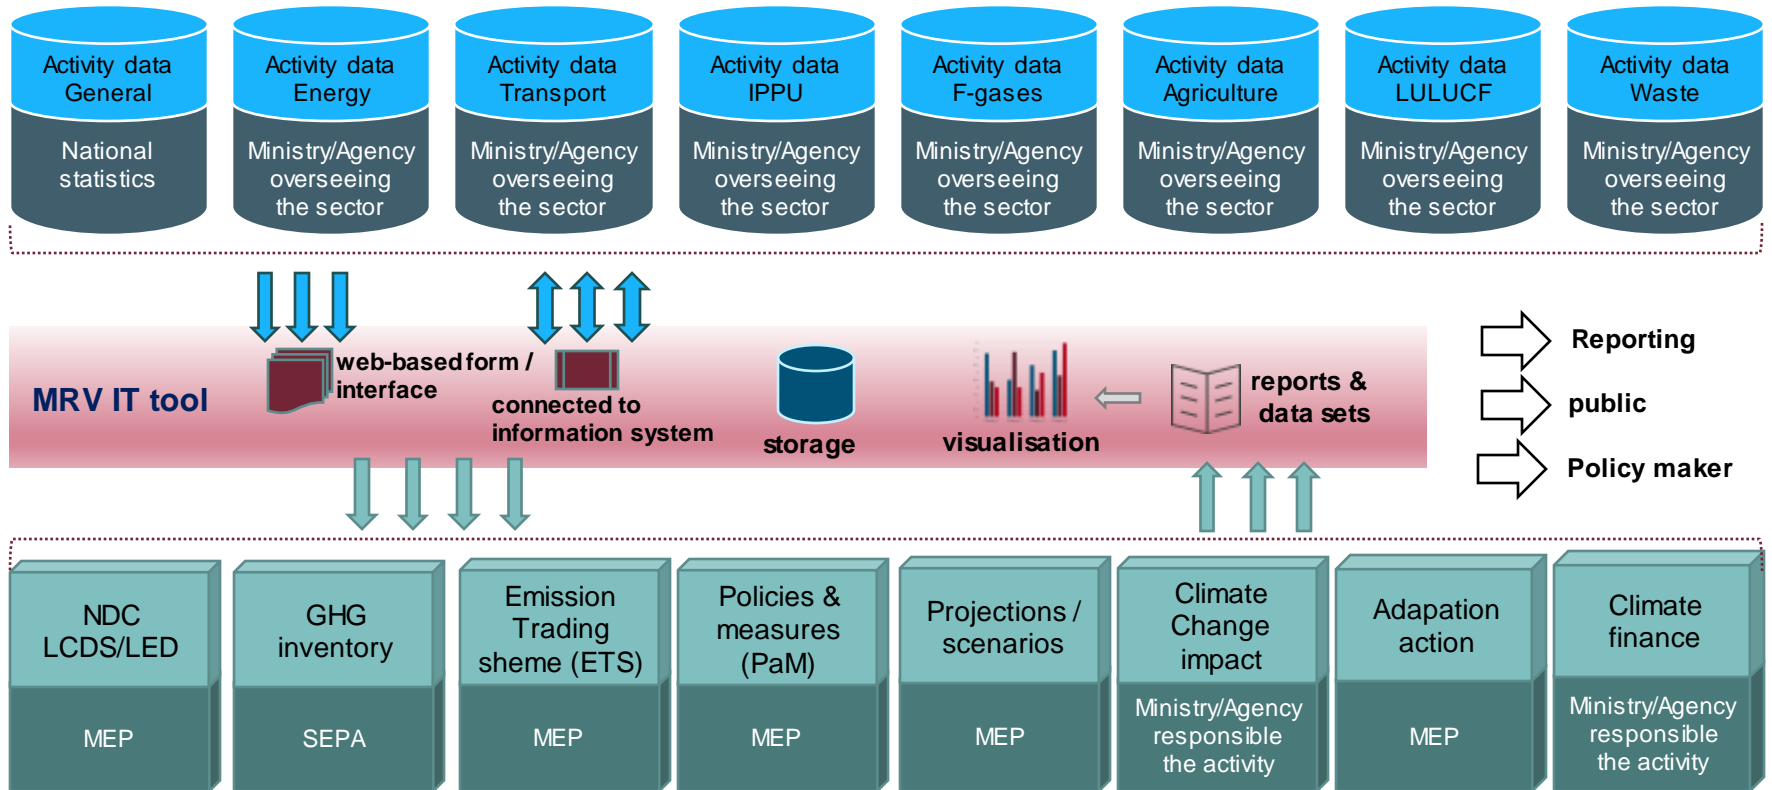 Activity data
General
National
statistics
Activity data
Energy
Ministry/Agency
overseeing
the sector
Activity data
Transport
Ministry/Agency
overseeing
the sector
Activity data
IPPU
Ministry/Agency
overseeing
the sector
Activity data
F-gases
Ministry/Agency
overseeing
the sector
Activity data
Agriculture
Ministry/Agency
overseeing
the sector
Activity data
LULUCF
Ministry/Agency
overseeing
the sector
Activity data
Waste
Ministry/Agency
overseeing
the sector
MRV IT tool
web-based form /
interface
connected to
information system
storage
visualisation
reports &
data sets
Reporting
public
Policy maker
NDC
LCDS/LED
MEP
GHG
inventory
SEPA
Emission
Trading
sheme (ETS)
MEP
Policies &
measures
(PaM)
MEP
Projections /
scenarios
MEP
Climate
Change
impact
Ministry/Agency
responsible
the activity
Adapation
action
MEP
Climate
finance
Ministry/Agency
responsible
the activity